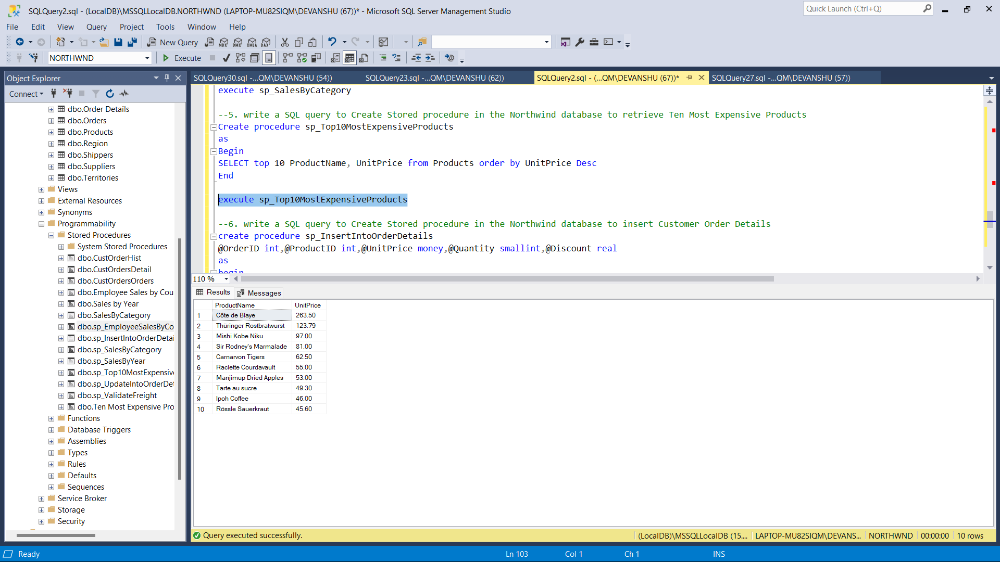 SQLQuery2.sql - (LocalDB)\MSSQLLocalDB.NORTHWND (LAPTOP-MU82SIQM\DEVANSHU (67))* - Microsoft SQL Server Management Studio
Quick Launch (Ctrl+Q)
File Edit View Query Project Tools Window Help
New Query MDX DMX XMLA DAX
NORTHWND Execute
Object Explorer
SQLQuery30.sql -...QM\DEVANSHU (54)) SQLQuery23.sql -...QM\DEVANSHU (62)) SQLQuery2.sql - (...QM\DEVANSHU (67))* SQLQuery27.sql -...QM\DEVANSHU (57))
Connect
dbo.Order Details
dbo.Orders
dbo.Products
dbo.Region
dbo.Shippers
dbo.Suppliers
dbo.Territories
Views
External Resources
Synonyms
Programmability
Stored Procedures
System Stored Procedures
dbo.CustOrderHist
dbo.CustOrdersDetail
dbo.CustOrdersOrders
dbo.Employee Sales by Cou
dbo.Sales by Year
dbo.SalesByCategory
dbo.sp_EmployeeSalesByCo
dbo.sp_InsertIntoOrderDetai
dbo.sp_SalesByCategory
dbo.sp_SalesByYear
dbo.sp_Top10MostExpensive
dbo.sp_UpdateIntoOrderDet
dbo.sp_ValidateFreight
dbo.Ten Most Expensive Pro
Functions
Database Triggers
Assemblies
Types
Rules
Defaults
Sequences
Service Broker
Storage
Security
execute sp_SalesByCategory
--5. write a SQL query to Create Stored procedure in the Northwind database to retrieve Ten Most Expensive Products
Create procedure sp_Top10MostExpensiveProducts
as
Begin
SELECT top 10 ProductName, UnitPrice from Products order by UnitPrice Desc
End
execute sp_Top10MostExpensiveProducts
--6. write a SQL query to Create Stored procedure in the Northwind database to insert Customer Order Details
create procedure sp_InsertIntoOrderDetails
@OrderID int,@ProductID int,@UnitPrice money,@Quantity smallint,@Discount real
as
begin
110 %
Results Messages
ProductName UnitPrice
1 Côte de Blaye 263.50
2 Thüringer Rostbratwurst 123.79
3 Mishi Kobe Niku 97.00
4 Sir Rodney's Marmalade 81.00
5 Carnarvon Tigers 62.50
6 Raclette Courdavault 55.00
7 Manjimup Dried Apples 53.00
8 Tarte au sucre 49.30
9 Ipoh Coffee 46.00
10 Rössle Sauerkraut 45.60
Query executed successfully. (LocalDB)\MSSQLLocalDB (15.... LAPTOP-MU82SIQM\DEVANS... NORTHWND 00:00:00 10 rows
Ready Ln 103 Col 1 Ch 1 INS